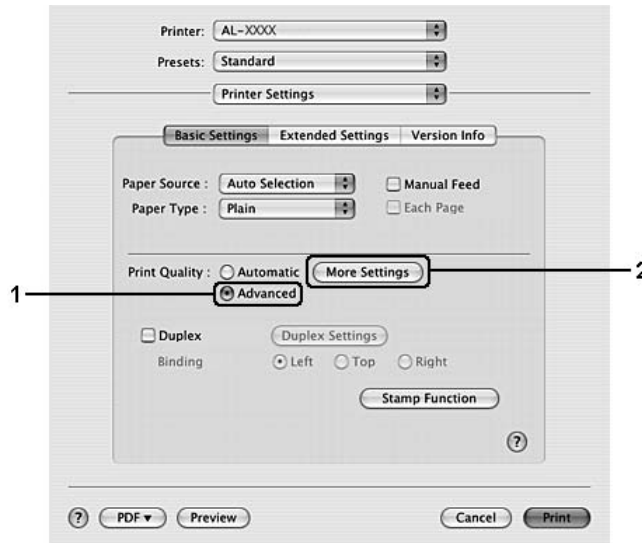 Printer: AL-XXXX
Presets: Standard
Printer Settings
Basic Settings Extended Settings Version Info
Paper Source : Auto Selection Manual Feed
Paper Type : Plain Each Page
Print Quality : Automatic More Settings 2
1 Advanced
Duplex Duplex Settings
Binding Left Top Right
Stamp Function
?
? PDF Preview Cancel Print